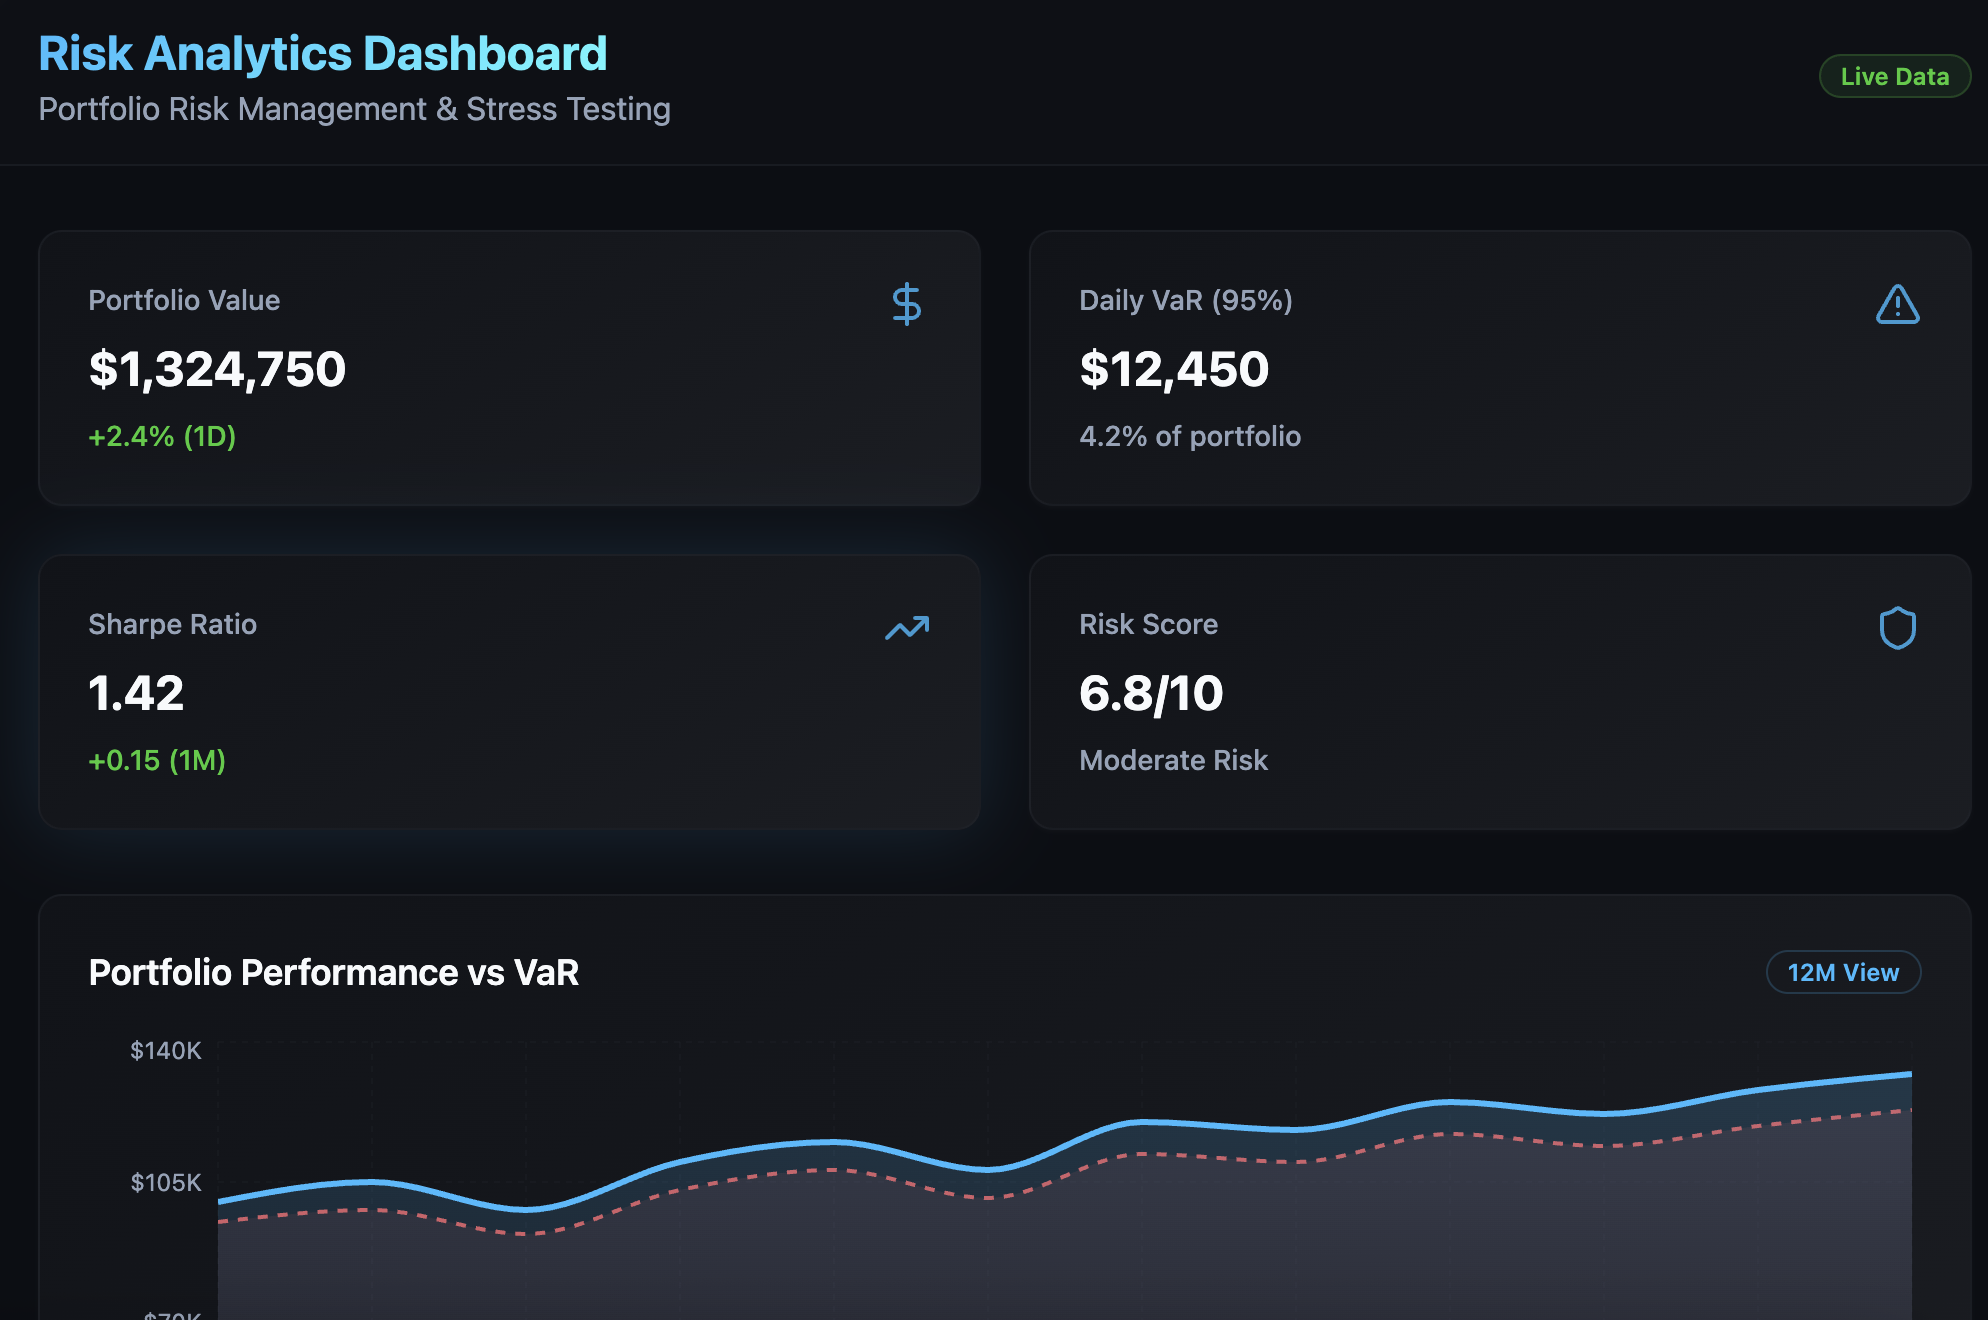 Risk Analytics Dashboard
Portfolio Risk Management & Stress Testing
Live Data
Portfolio Value
$1,324,750
+2.4% (1D)
Daily VaR (95%)
$12,450
4.2% of portfolio
Sharpe Ratio
1.42
+0.15 (1M)
Risk Score
6.8/10
Moderate Risk
Portfolio Performance vs VaR
12M View
$140K
$105K